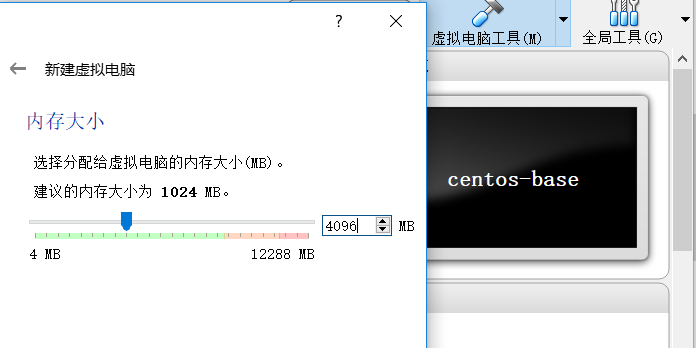 ?
虚拟电脑工具(M)
全局工具(G)
新建虚拟电脑
内存大小
选择分配给虚拟电脑的内存大小(MB)。
建议的内存大小为 1024 MB。
4096 MB
4 MB 12288 MB
centos-base